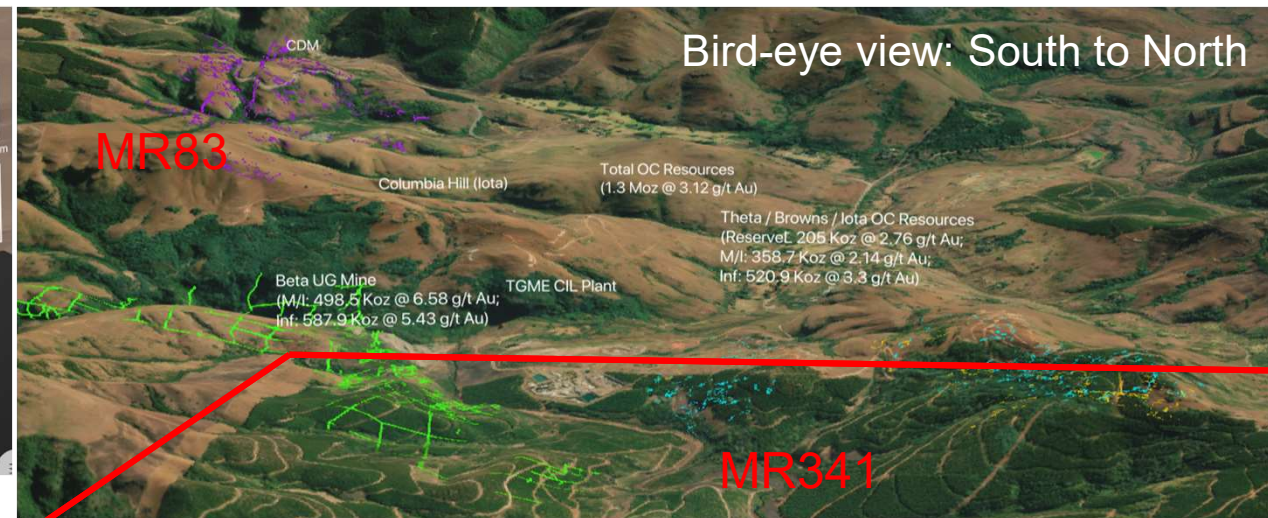 Bird-eye view: South to North
CDM
m
MR83
Columbia Hill (Iota)
Total OC Resources
(1.3 Moz @ 3.12 g/t Au)
Theta / Browns / Iota OC Resources
(ReserveL 205 Koz @ 2.76 g/t Au;
M/I: 358.7 Koz @ 2.14 g/t Au;
Inf: 520.9 Koz @ 3.3 g/t Au)
Beta UG Mine
(M/I: 498.5 Koz @ 6.58 g/t Au;
Inf: 587.9 Koz @ 5.43 g/t Au)
TGME CIL Plant
MR341